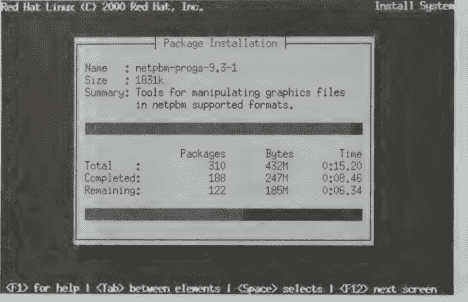 Red Hat Linux (C) 2000 Red Hat, Inc. Install System
Package Installation
Name : netpbm-progs-9.3-1
Size : 1831k
Summary: Tools for manipulating graphics files
in netpbm supported formats.
Packages Bytes Time
Total : 310 432M 0:15.20
Completed: 188 247M 0:08.46
Remaining: 122 185M 0:06.34
<F1> for help | <Tab> between elements | <Space> selects | <F12> next screen